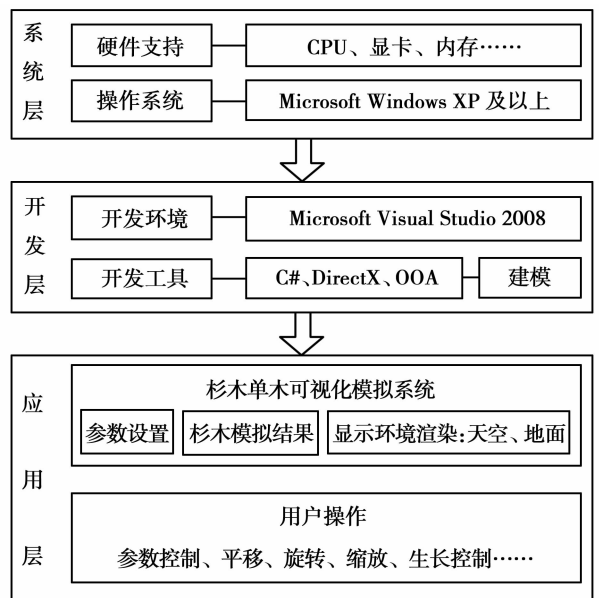 系统层
硬件支持
CPU、显卡、内存……
操作系统
Microsoft Windows XP 及以上
开发层
开发环境
Microsoft Visual Studio 2008
开发工具
C#、DirectX、OOA
建模
应用层
杉木单木可视化模拟系统
参数设置
杉木模拟结果
显示环境渲染:天空、地面
用户操作
参数控制、平移、旋转、缩放、生长控制……